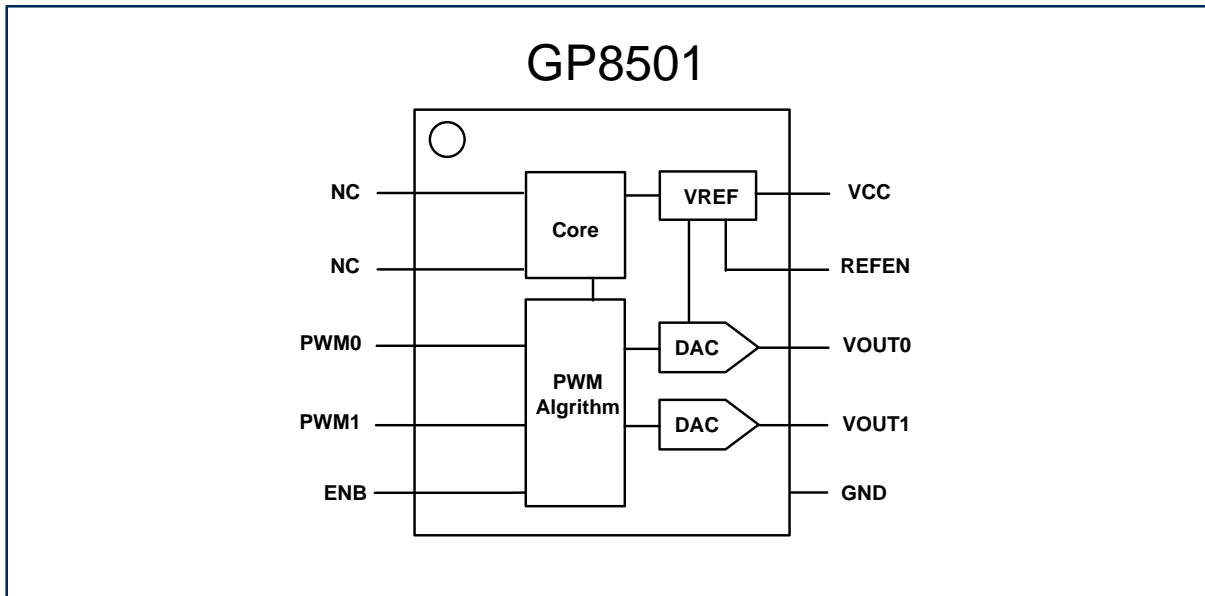 GP8501
NC
Core
VREF
VCC
NC
REFEN
PWM0
PWM
Algrithm
DAC
VOUT0
PWM1
DAC
VOUT1
ENB
GND